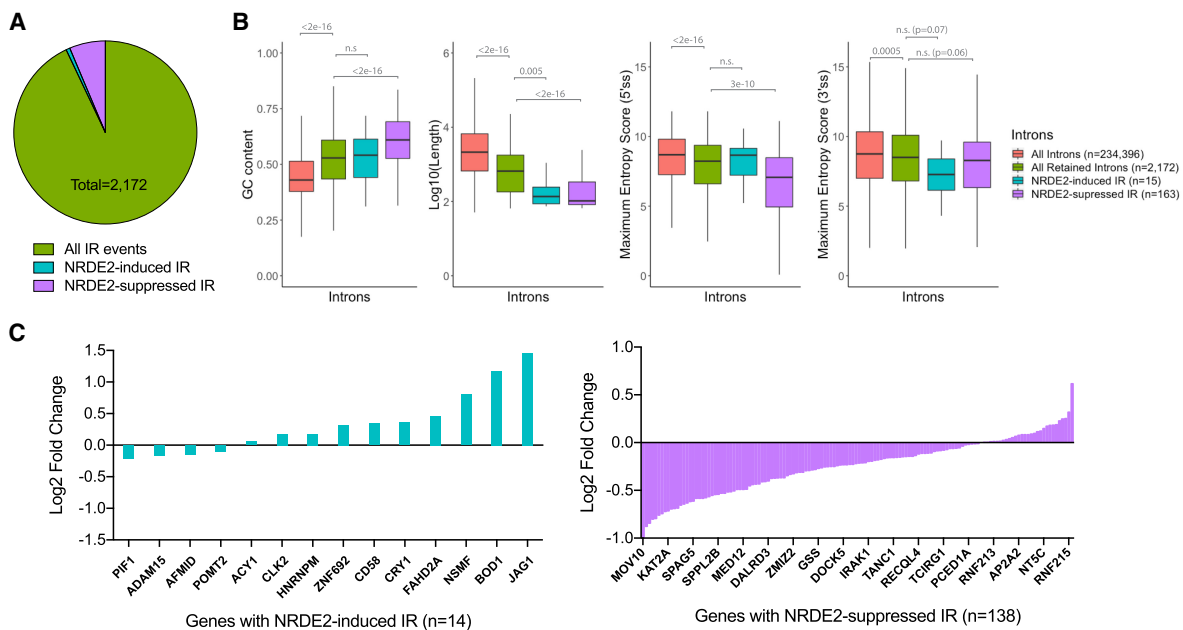 A
Total=2,172
All IR events
NRDE2-induced IR
NRDE2-suppressed IR
B
GC content
1.00
0.75
0.50
0.25
0.00
<2e-16
n.s
<2e-16
Introns
Log10(Length)
6
4
2
0
<2e-16
0.005
<2e-16
Introns
Maximum Entropy Score (5'ss)
15
10
5
0
<2e-16
n.s.
3e-10
Introns
Maximum Entropy Score (3'ss)
15
10
5
0
n.s. (p=0.07)
0.0005
n.s. (p=0.06)
Introns
Introns
All Introns (n=234,396)
All Retained Introns (n=2,172)
NRDE2-induced IR (n=15)
NRDE2-supressed IR (n=163)
C
Log2 Fold Change
1.5
1.0
0.5
0.0
-0.5
-1.0
-1.5
PIF1
ADAM15
AFMID
POMT2
ACY1
CLK2
HNRNPM
ZNF692
CD58
CRY1
FAHD2A
NSMF
BOD1
JAG1
Genes with NRDE2-induced IR (n=14)
Log2 Fold Change
1.0
0.5
0.0
-0.5
-1.0
MOV10
KAT2A
SPAG5
SPPL2B
MED12
DALRD3
ZMIZ2
GSS
DOCK5
IRAK1
TANC1
RECQL4
TCIRG1
PCED1A
RNF213
AP2A2
NT5C
RNF215
Genes with NRDE2-suppressed IR (n=138)